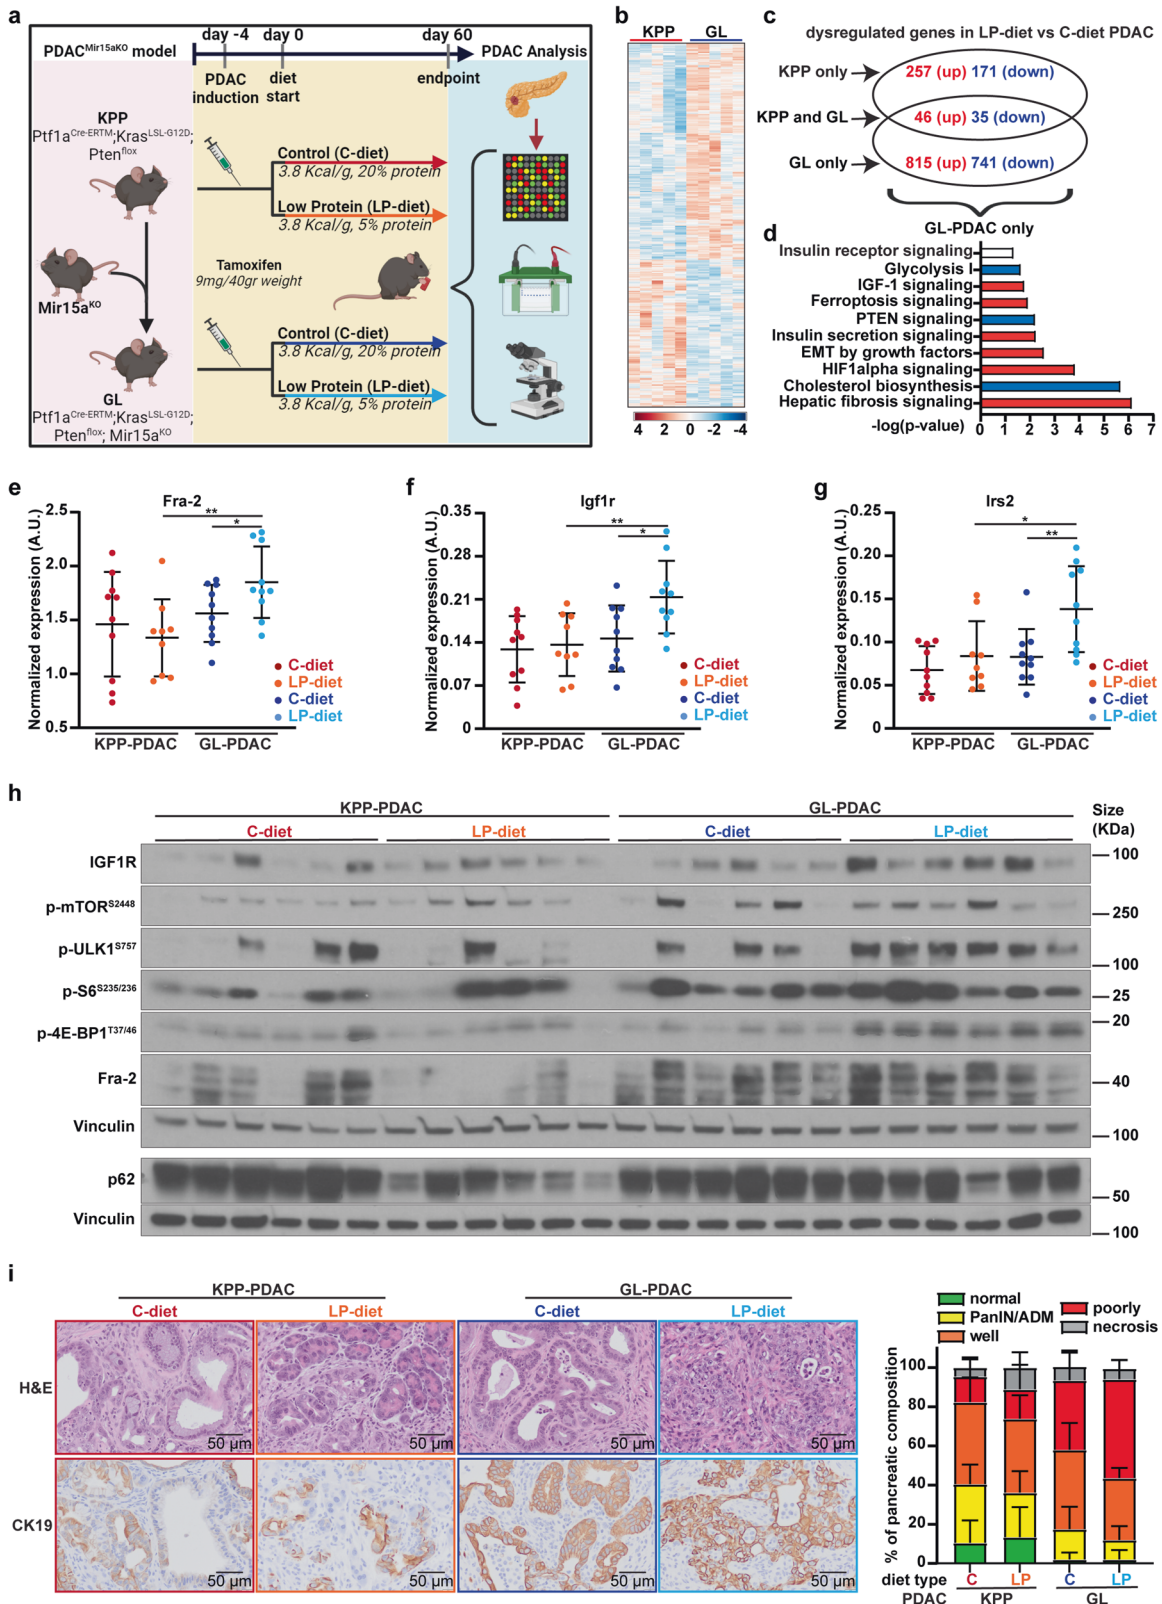 a
day -4 day 0 day 60
PDAC^Mir15aKO model
PDAC Analysis
PDAC induction
diet start
endpoint
KPP
Ptf1a^Cre-ERTM;Kras^LSL-G12D;
Pten^flox
Mir15a^KO
GL
Ptf1a^Cre-ERTM;Kras^LSL-G12D;
Pten^flox; Mir15a^KO
Control (C-diet)
3.8 Kcal/g, 20% protein
Low Protein (LP-diet)
3.8 Kcal/g, 5% protein
Tamoxifen
9mg/40gr weight
Control (C-diet)
3.8 Kcal/g, 20% protein
Low Protein (LP-diet)
3.8 Kcal/g, 5% protein
b
KPP GL
4 2 0 -2 -4
c
dysregulated genes in LP-diet vs C-diet PDAC
KPP only 257 (up) 171 (down)
KPP and GL 46 (up) 35 (down)
GL only 815 (up) 741 (down)
GL-PDAC only
d
Insulin receptor signaling
Glycolysis I
IGF-1 signaling
Ferroptosis signaling
PTEN signaling
Insulin secretion signaling
EMT by growth factors
HIF1alpha signaling
Cholesterol biosynthesis
Hepatic fibrosis signaling
-log(p-value) 0 1 2 3 4 5 6 7
e
Fra-2
Normalized expression (A.U.)
2.5
2.0
1.5
1.0
0.5
**
*
C-diet
LP-diet
C-diet
LP-diet
KPP-PDAC GL-PDAC
f
Igf1r
Normalized expression (A.U.)
0.35
0.28
0.21
0.14
0.07
0
**
*
C-diet
LP-diet
C-diet
LP-diet
KPP-PDAC GL-PDAC
g
Irs2
Normalized expression (A.U.)
0.25
0.20
0.15
0.10
0.05
0
*
**
C-diet
LP-diet
C-diet
LP-diet
KPP-PDAC GL-PDAC
h
KPP-PDAC GL-PDAC
C-diet LP-diet C-diet LP-diet
Size
(KDa)
IGF1R 100
p-mTOR^S2448 250
p-ULK1^S757 100
p-S6^S235/236 25
p-4E-BP1^T37/46 20
Fra-2 40
Vinculin 100
p62 50
Vinculin 100
i
KPP-PDAC GL-PDAC
C-diet LP-diet C-diet LP-diet
H&E
50 µm 50 µm 50 µm 50 µm
CK19
50 µm 50 µm 50 µm 50 µm
normal
PanIN/ADM
well
poorly
necrosis
% of pancreatic composition
100
80
60
40
20
0
diet type C LP C LP
PDAC KPP GL